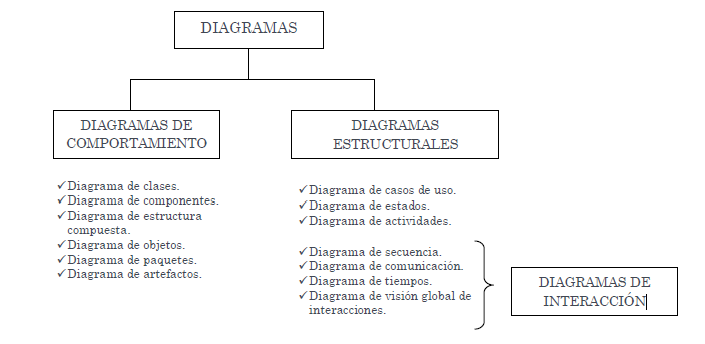 DIAGRAMAS
DIAGRAMAS DE
COMPORTAMIENTO
✓Diagrama de clases.
✓Diagrama de componentes.
✓Diagrama de estructura
compuesta.
✓Diagrama de objetos.
✓Diagrama de paquetes.
✓Diagrama de artefactos.
DIAGRAMAS
ESTRUCTURALES
✓Diagrama de casos de uso.
✓Diagrama de estados.
✓Diagrama de actividades.
✓Diagrama de secuencia.
✓Diagrama de comunicación.
✓Diagrama de tiempos.
✓Diagrama de visión global de
interacciones.
DIAGRAMAS DE
INTERACCIÓN